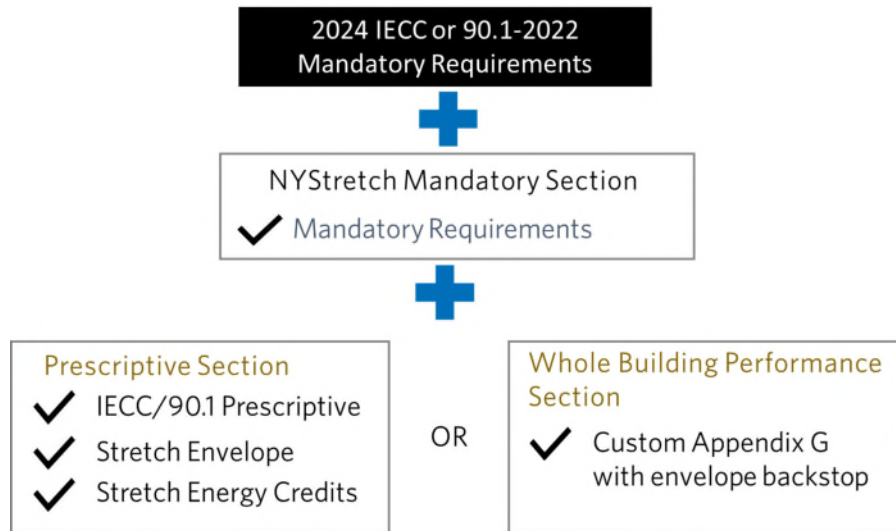 2024 IECC or 90.1-2022
Mandatory Requirements
NYStretch Mandatory Section
Mandatory Requirements
Prescriptive Section
IECC/90.1 Prescriptive
Stretch Envelope
Stretch Energy Credits
OR
Whole Building Performance
Section
Custom Appendix G
with envelope backstop